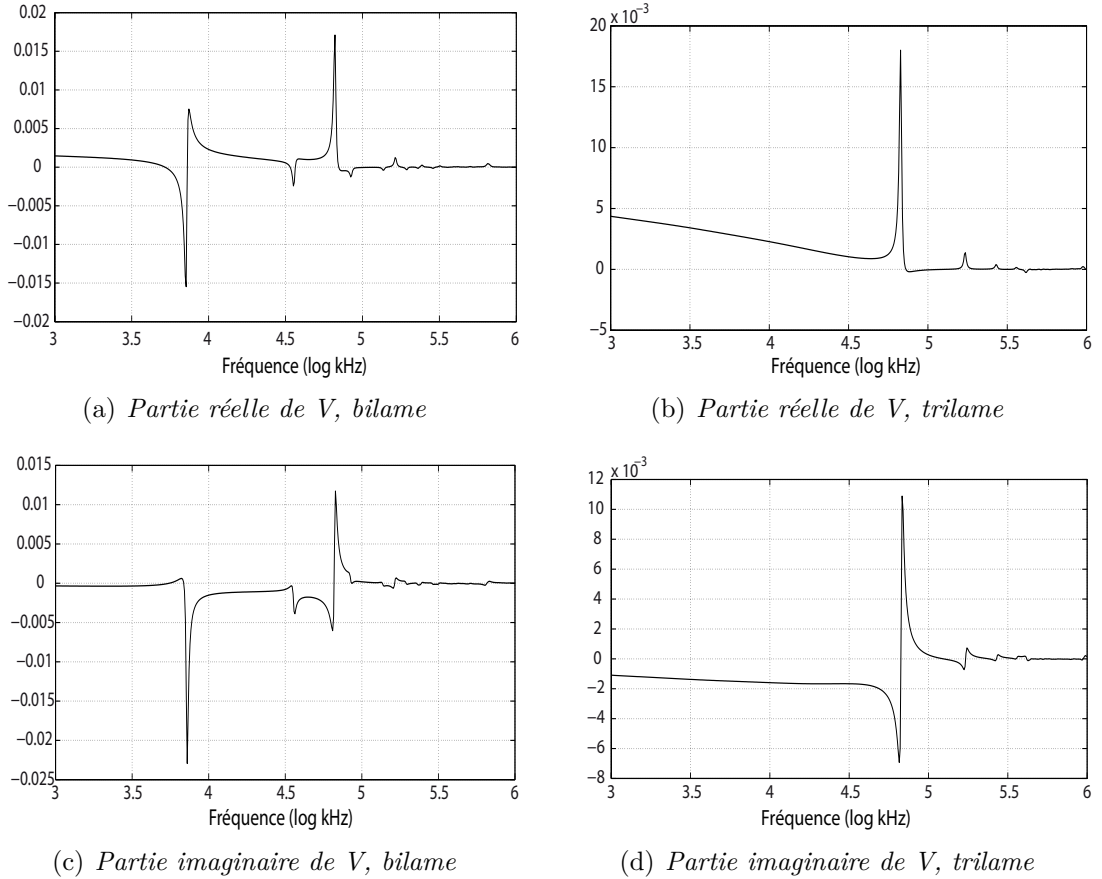 0.02
0.015
0.01
0.005
0
−0.005
−0.01
−0.015
−0.02
3 3.5 4 4.5 5 5.5 6
Fréquence (log kHz)
(a) Partie réelle de V, bilame
20 x 10−3
15
10
5
0
−5
3 3.5 4 4.5 5 5.5 6
Fréquence (log kHz)
(b) Partie réelle de V, trilame
0.015
0.01
0.005
0
−0.005
−0.01
−0.015
−0.02
−0.025
3 3.5 4 4.5 5 5.5 6
Fréquence (log kHz)
(c) Partie imaginaire de V, bilame
12 x 10−3
10
8
6
4
2
0
−2
−4
−6
−8
3 3.5 4 4.5 5 5.5 6
Fréquence (log kHz)
(d) Partie imaginaire de V, trilame